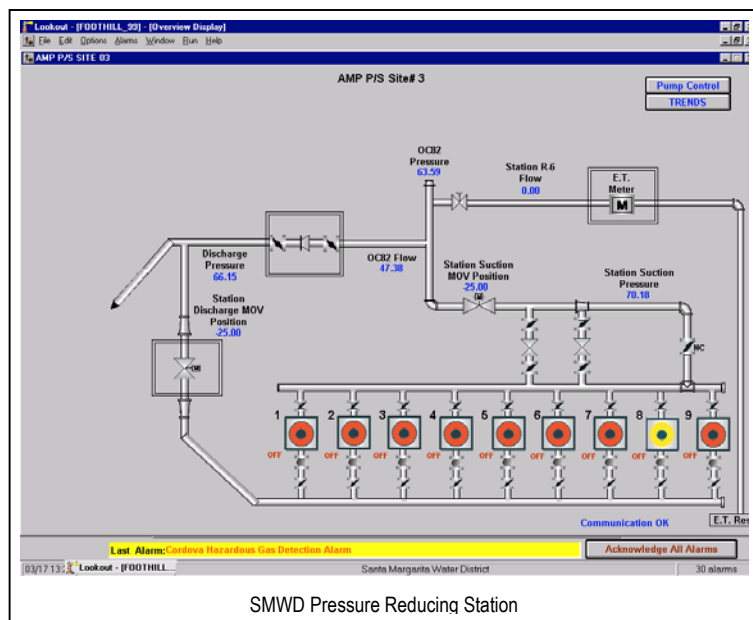 Lookout - [FOOTHILL_99] - [Overview Display]
File Edit Options Alarms Window Run Help
AMP P/S SITE 03
AMP P/S Site# 3
Pump Control
TRENDS
OC82
Pressure
63.59
Station R-6
Flow
0.00
E.T.
Meter
M
Discharge
Pressure
66.15
OC82 Flow
47.38
Station Suction
MOV Position
-25.00
Station Suction
Pressure
70.18
Station
Discharge MOV
Position
-25.00
NC
1 2 3 4 5 6 7 8 9
OFF OFF OFF OFF OFF OFF OFF OFF OFF
Communication OK
E.T. Res
Last Alarm: Cordova Hazardous Gas Detection Alarm
Acknowledge All Alarms
03/17 13:
Lookout - [FOOTHILL...
Santa Margarita Water District
30 alarms
SMWD Pressure Reducing Station